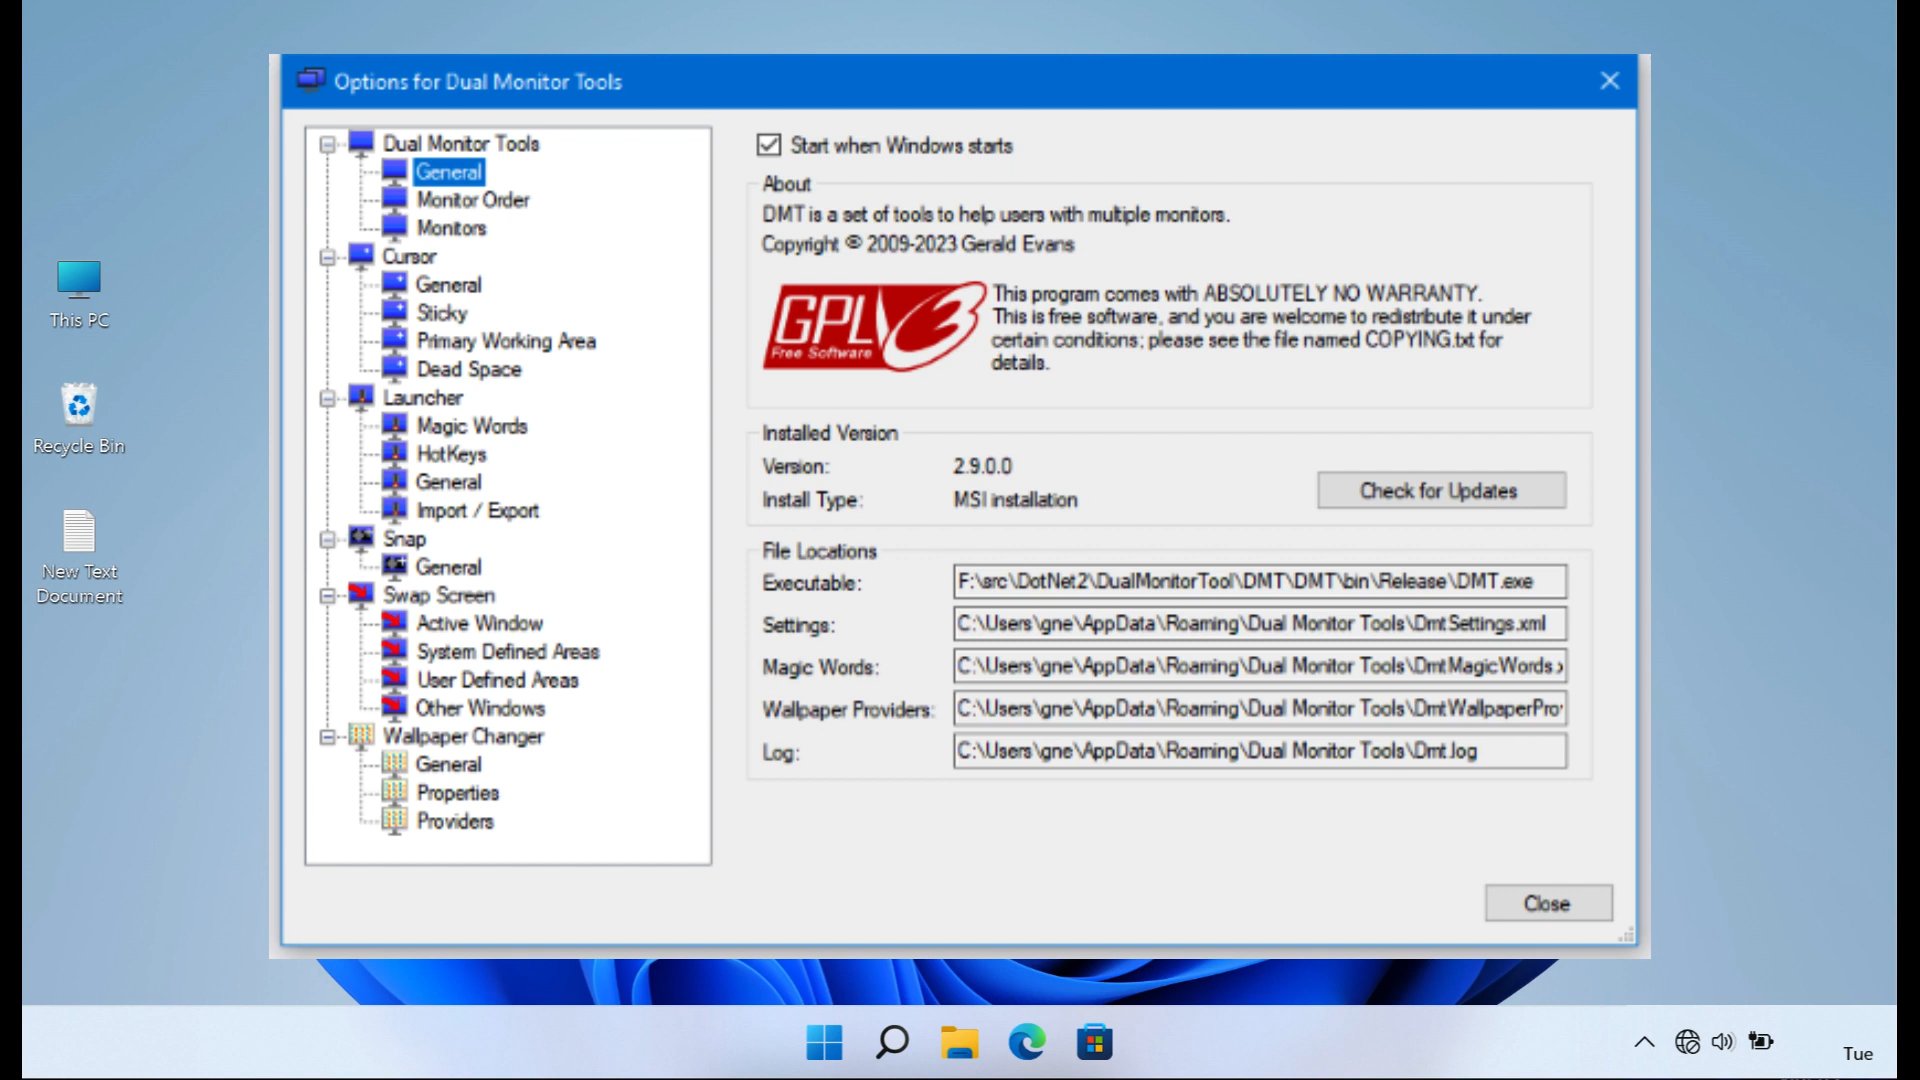 Options for Dual Monitor Tools
Dual Monitor Tools
General
Monitor Order
Monitors
Cursor
General
Sticky
Primary Working Area
Dead Space
Launcher
Magic Words
HotKeys
General
Import / Export
Snap
General
Swap Screen
Active Window
System Defined Areas
User Defined Areas
Other Windows
Wallpaper Changer
General
Properties
Providers
Start when Windows starts
About
DMT is a set of tools to help users with multiple monitors.
Copyright © 2009-2023 Gerald Evans
GPL 3
Free Software
This program comes with ABSOLUTELY NO WARRANTY.
This is free software, and you are welcome to redistribute it under
certain conditions; please see the file named COPYING.txt for
details.
Installed Version
Version: 2.9.0.0
Install Type: MSI installation
Check for Updates
File Locations
Executable: F:\src\DotNet2\DualMonitorTool\DMT\DMT\bin\Release\DMT.exe
Settings: C:\Users\gne\AppData\Roaming\Dual Monitor Tools\DmtSettings.xml
Magic Words: C:\Users\gne\AppData\Roaming\Dual Monitor Tools\DmtMagicWords.x
Wallpaper Providers: C:\Users\gne\AppData\Roaming\Dual Monitor Tools\DmtWallpaperPro
Log: C:\Users\gne\AppData\Roaming\Dual Monitor Tools\Dmt.log
Close
This PC
Recycle Bin
New Text
Document
Tue